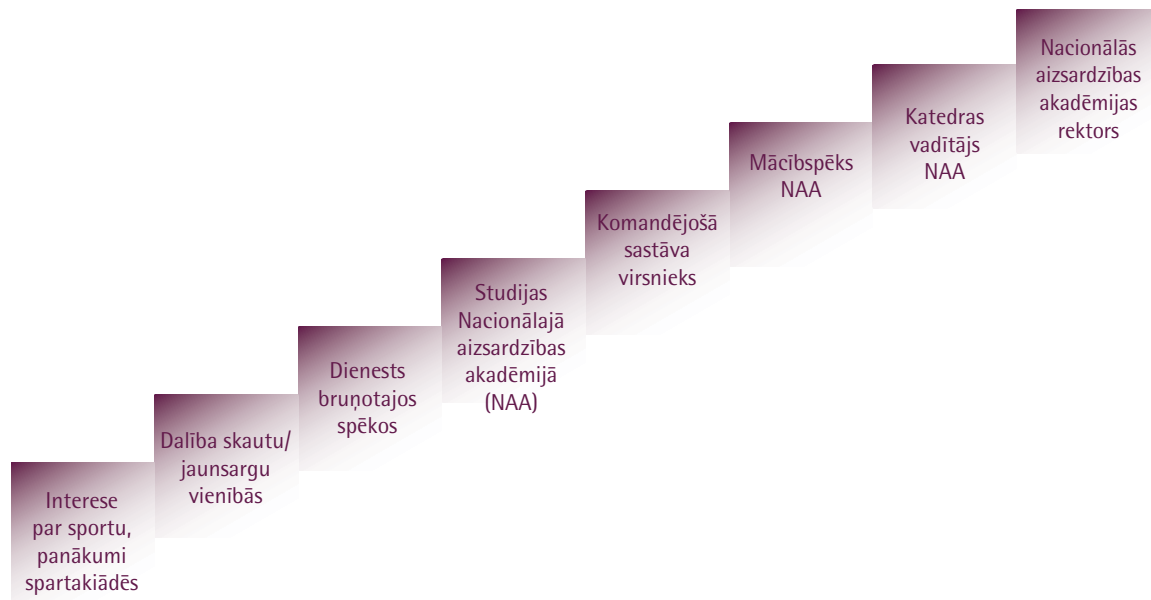 Interese
par sportu,
panākumi
spartakiādēs
Dalība skautu/
jaunsargu
vienībās
Dienests
bruņotajos
spēkos
Studijas
Nacionālajā
aizsardzības
akadēmijā
(NAA)
Komandējošā
sastāva
virsnieks
Mācībspēks
NAA
Katedras
vadītājs
NAA
Nacionālās
aizsardzības
akadēmijas
rektors